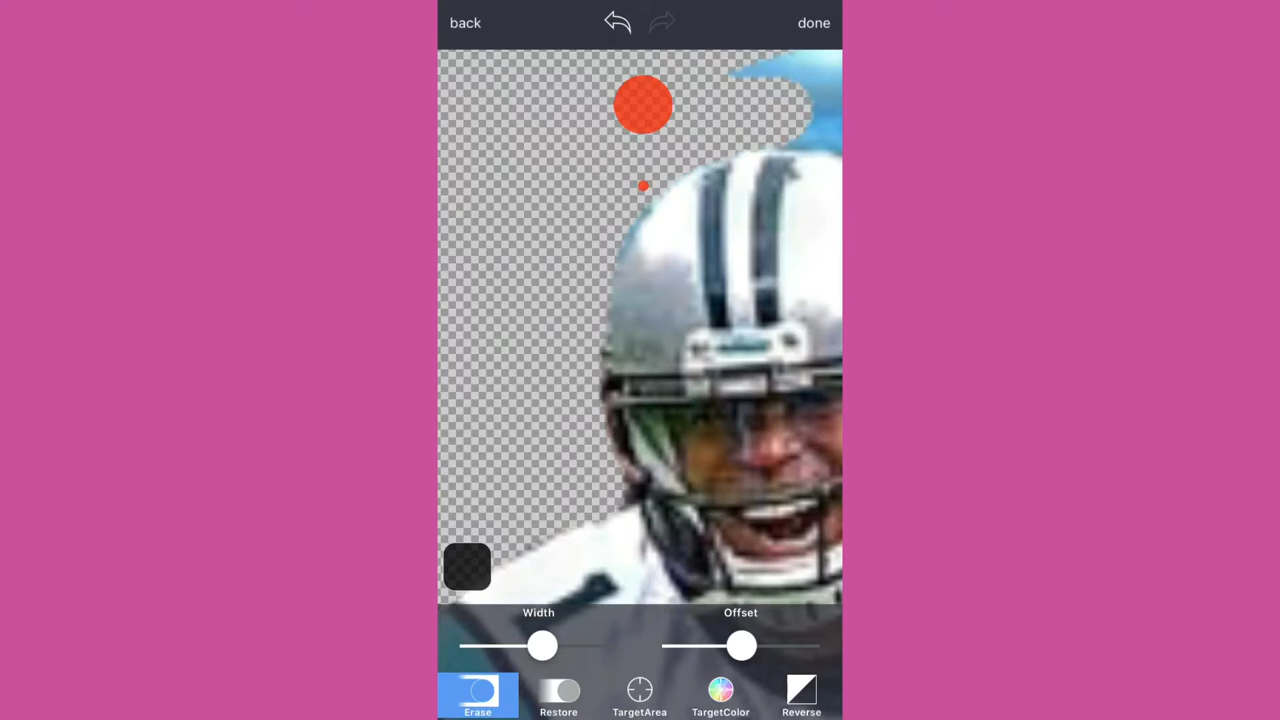 back
done
Width
Offset
Erase
Restore
TargetArea
TargetColor
Reverse